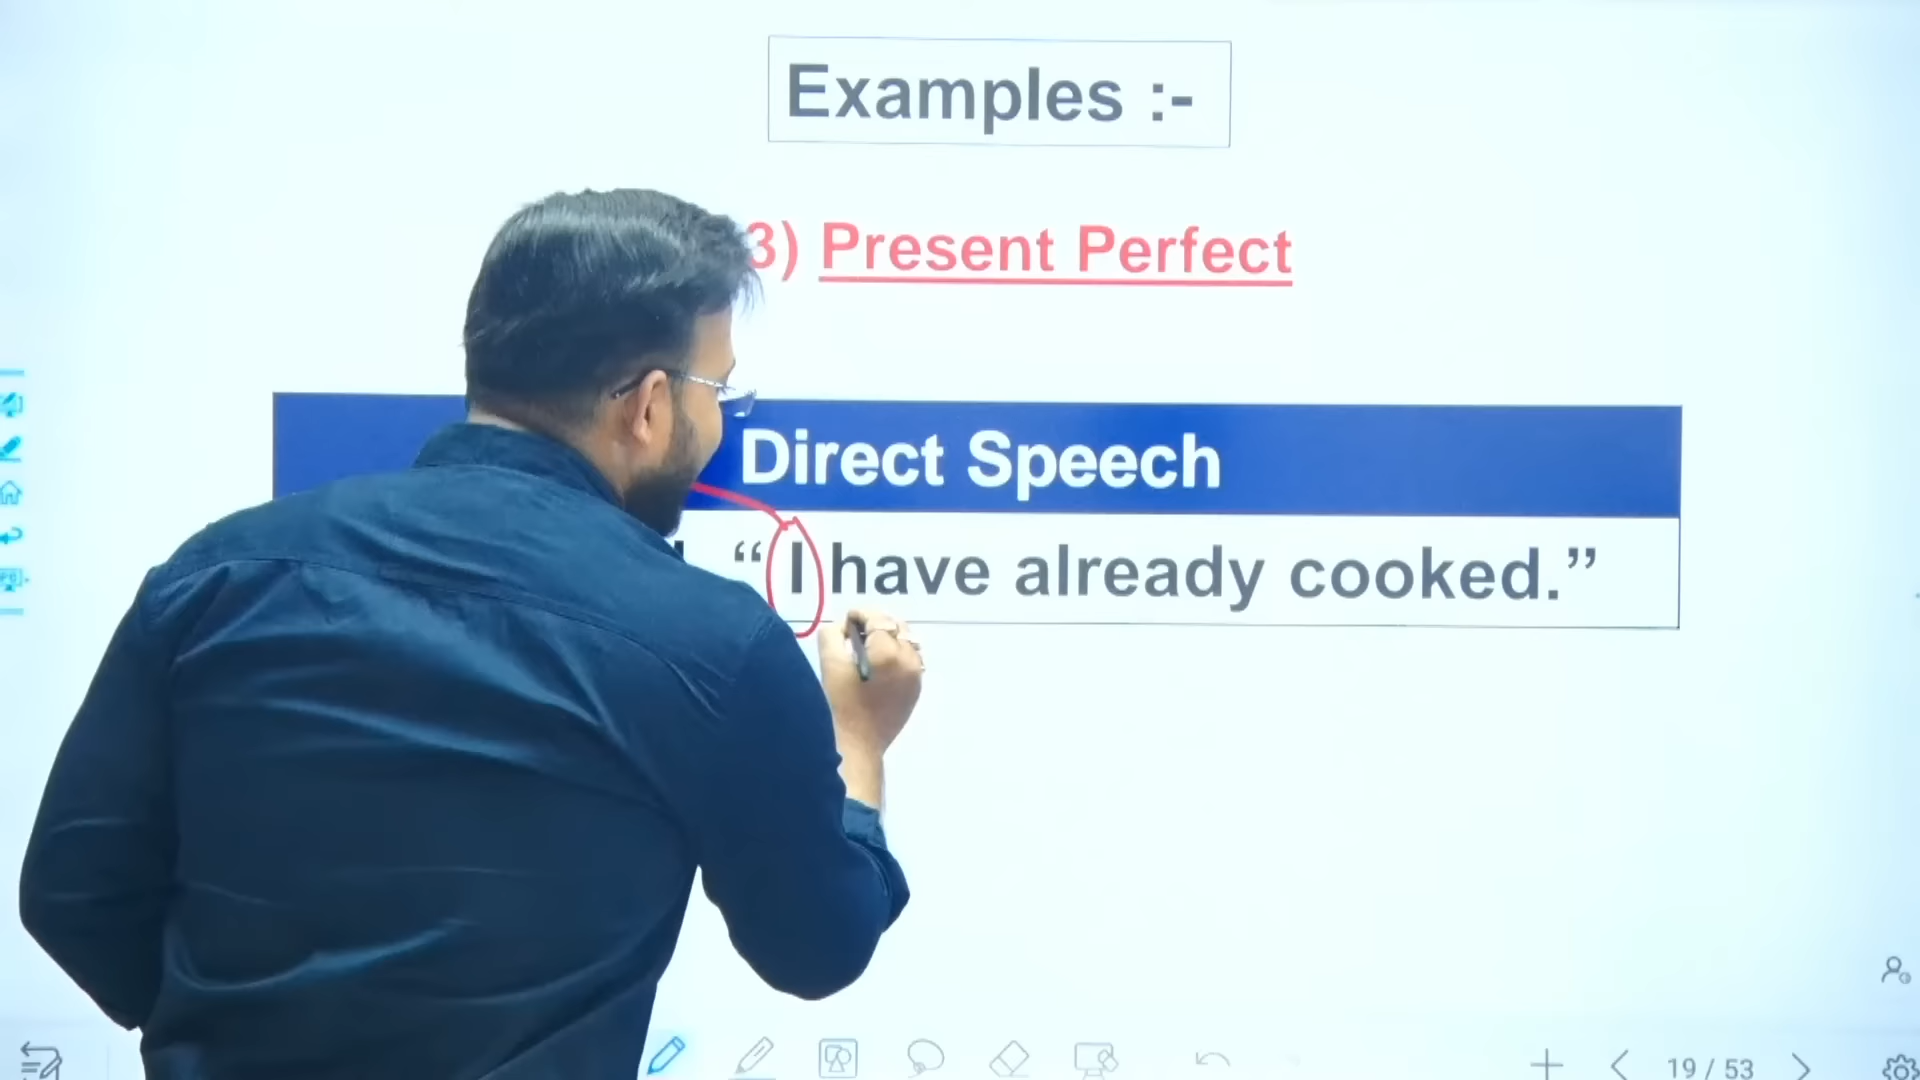 Examples :-
3) Present Perfect
Direct Speech
“ I have already cooked.”
19 / 53